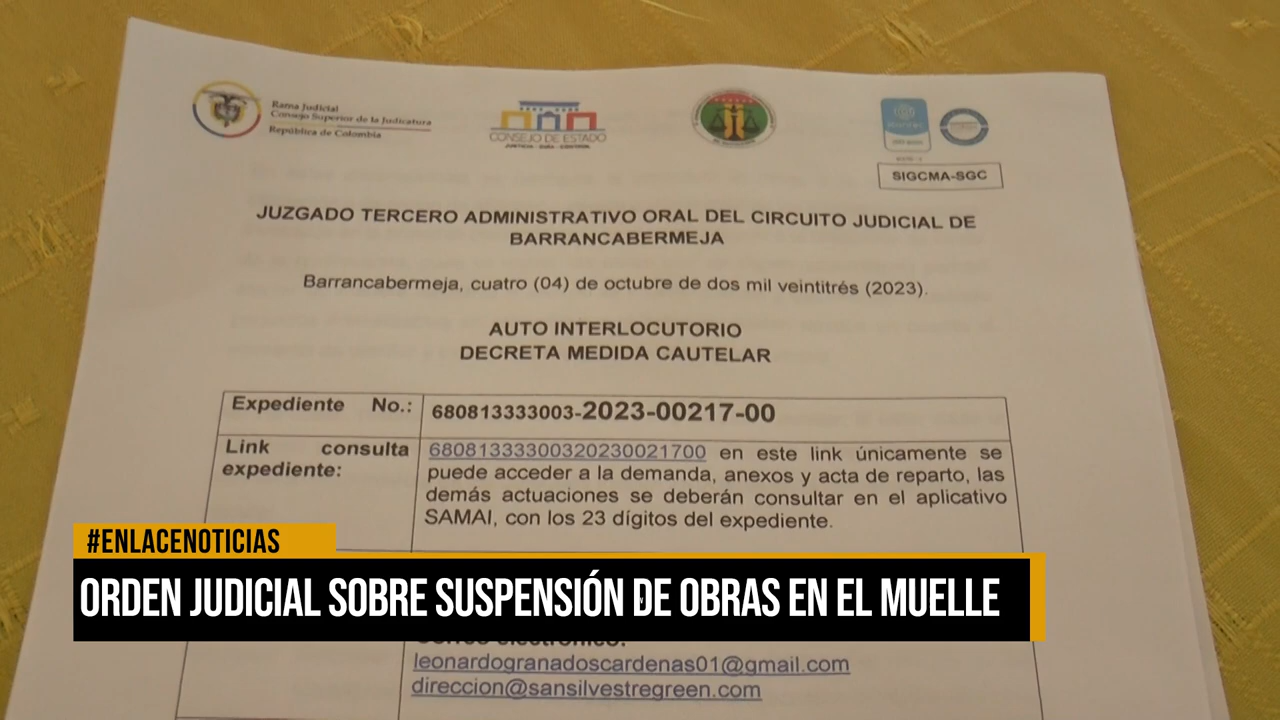 Rama Judicial
Consejo Superior de la Judicatura
República de Colombia
CONSEJO DE ESTADO
JUSTICIA - GUÍA - CONTROL
SIGCMA-SGC
JUZGADO TERCERO ADMINISTRATIVO ORAL DEL CIRCUITO JUDICIAL DE
BARRANCABERMEJA
Barrancabermeja, cuatro (04) de octubre de dos mil veintitrés (2023).
AUTO INTERLOCUTORIO
DECRETA MEDIDA CAUTELAR
Expediente No.: 680813333003-2023-00217-00
Link consulta expediente:
68081333300320230021700 en este link únicamente se
puede acceder a la demanda, anexos y acta de reparto, las
demás actuaciones se deberán consultar en el aplicativo
SAMAI, con los 23 dígitos del expediente.
#ENLACENOTICIAS
ORDEN JUDICIAL SOBRE SUSPENSIÓN DE OBRAS EN EL MUELLE
leonardogranadoscardenas01@gmail.com
direccion@sansilvestregreen.com